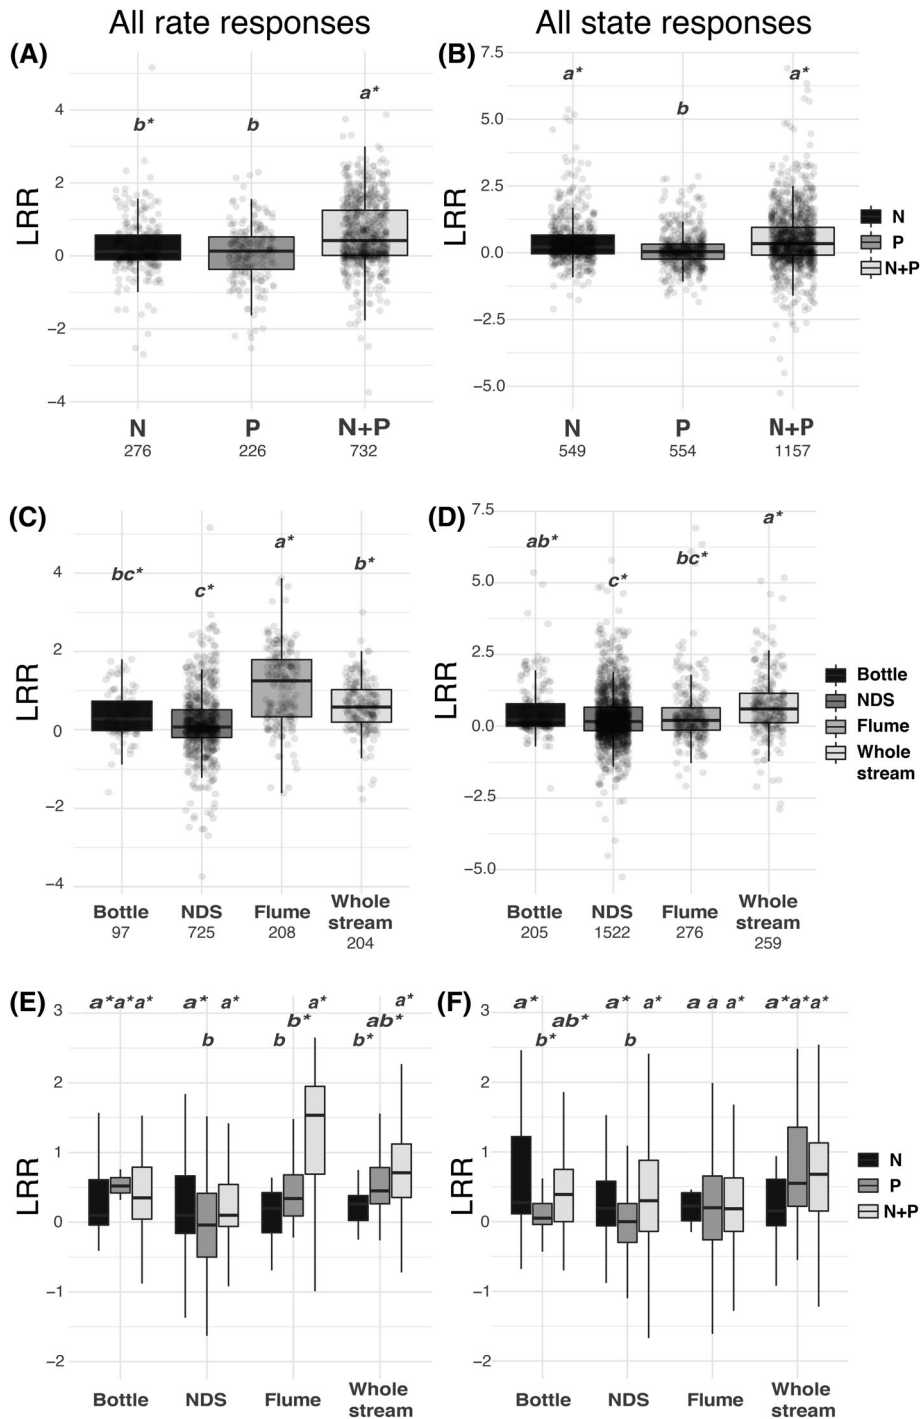 All rate responses
All state responses
(A)
(B)
LRR
4
2
0
−2
−4
b*
b
a*
N
P
N+P
276
226
732
LRR
7.5
5.0
2.5
0.0
−2.5
−5.0
a*
b
a*
N
P
N+P
549
554
1157
N
P
N+P
(C)
(D)
LRR
4
2
0
−2
−4
bc*
c*
a*
b*
Bottle
NDS
Flume
Whole
stream
97
725
208
204
LRR
7.5
5.0
2.5
0.0
−2.5
−5.0
ab*
c*
bc*
a*
Bottle
NDS
Flume
Whole
stream
205
1522
276
259
Bottle
NDS
Flume
Whole
stream
(E)
(F)
LRR
3
2
1
0
−1
−2
a* a* a*
a* b a*
b b* a*
b* ab* a*
Bottle
NDS
Flume
Whole
stream
LRR
3
2
1
0
−1
−2
a* b* ab*
a* b a*
a a a*
a* a* a*
Bottle
NDS
Flume
Whole
stream
N
P
N+P